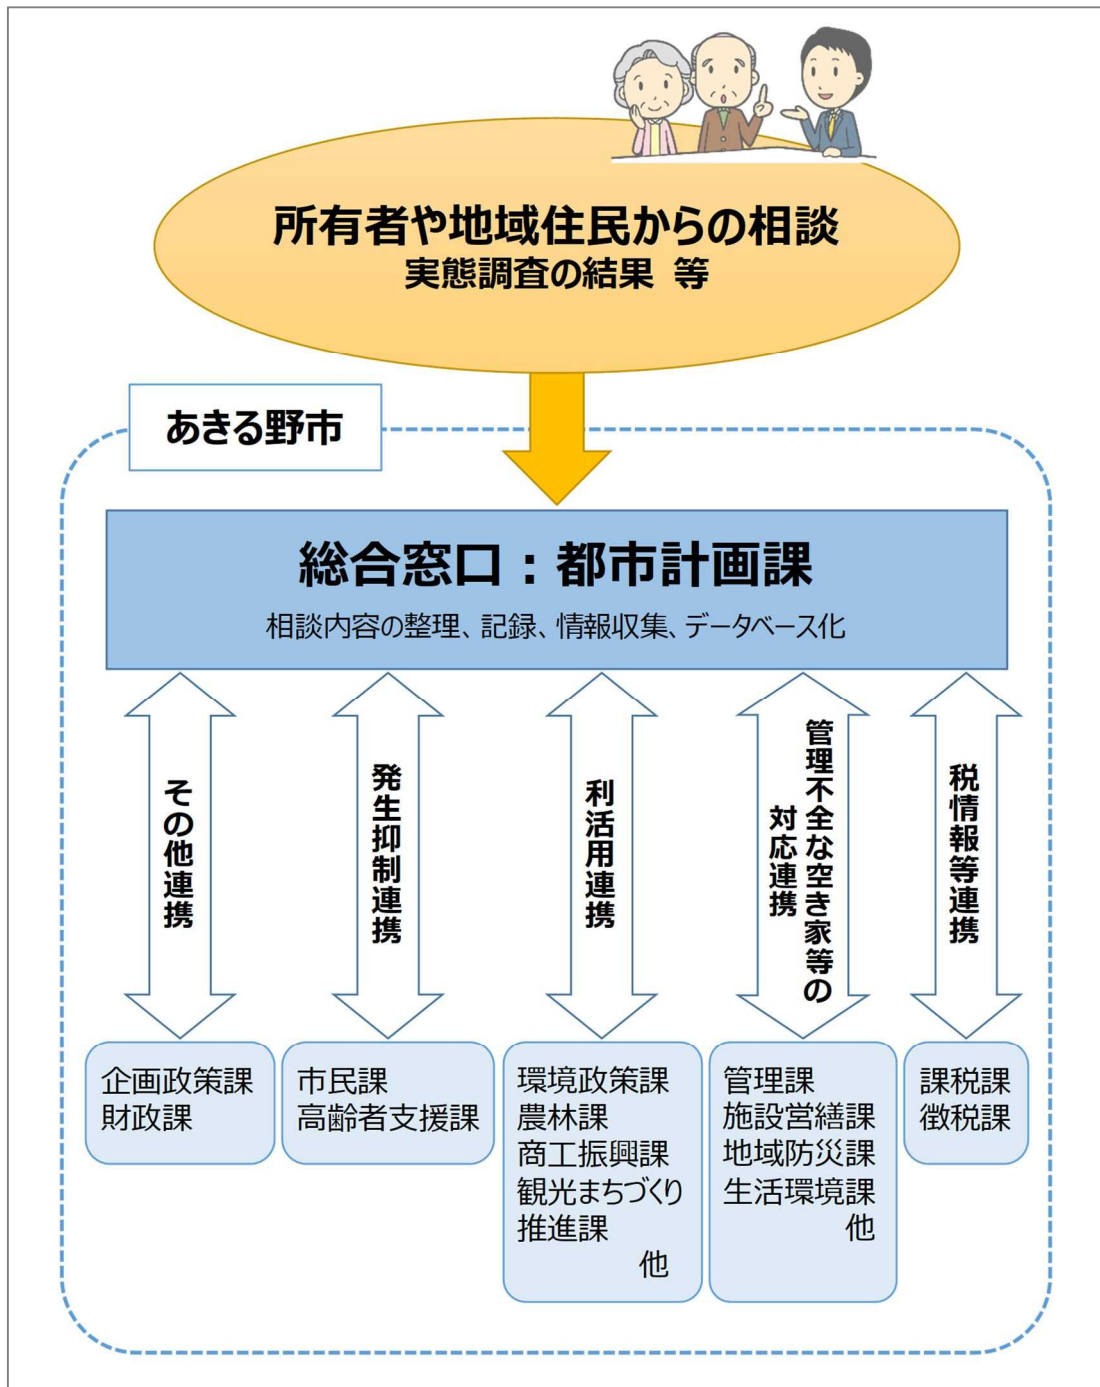 所有者や地域住民からの相談
実態調査の結果 等
あきる野市
総合窓口：都市計画課
相談内容の整理、記録、情報収集、データベース化
その他連携
発生抑制連携
利活用連携
管理不全な空き家等の
対応連携
税情報等連携
企画政策課
財政課
市民課
高齢者支援課
環境政策課
農林課
商工振興課
観光まちづくり
推進課
他
管理課
施設営繕課
地域防災課
生活環境課
他
課税課
徴税課